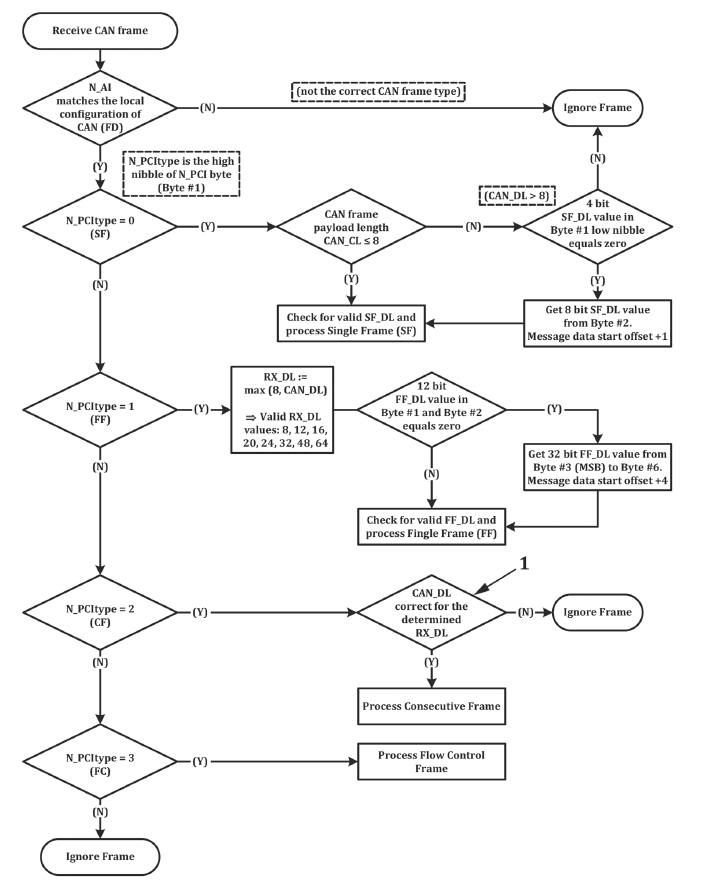 Receive CAN frame
N_AI
matches the local
configuration of
CAN (FD)
(N)
(not the correct CAN frame type)
Ignore Frame
(Y)
N_PCItype is the high
nibble of N_PCI byte
(Byte #1)
(N)
(CAN_DL > 8)
N_PCItype = 0
(SF)
(Y)
CAN frame
payload length
CAN_CL ≤ 8
(N)
4 bit
SF_DL value in
Byte #1 low nibble
equals zero
(N)
(Y)
(Y)
Check for valid SF_DL and
process Single Frame (SF)
Get 8 bit SF_DL value
from Byte #2.
Message data start offset +1
N_PCItype = 1
(FF)
(Y)
RX_DL :=
max (8, CAN_DL)
⇒ Valid RX_DL
values: 8, 12, 16,
20, 24, 32, 48, 64
12 bit
FF_DL value in
Byte #1 and Byte #2
equals zero
(Y)
(N)
(N)
Get 32 bit FF_DL value from
Byte #3 (MSB) to Byte #6.
Message data start offset +4
Check for valid FF_DL and
process Fingle Frame (FF)
1
N_PCItype = 2
(CF)
(Y)
CAN_DL
correct for the
determined
RX_DL
(N)
Ignore Frame
(N)
(Y)
Process Consecutive Frame
N_PCItype = 3
(FC)
(Y)
Process Flow Control
Frame
(N)
Ignore Frame